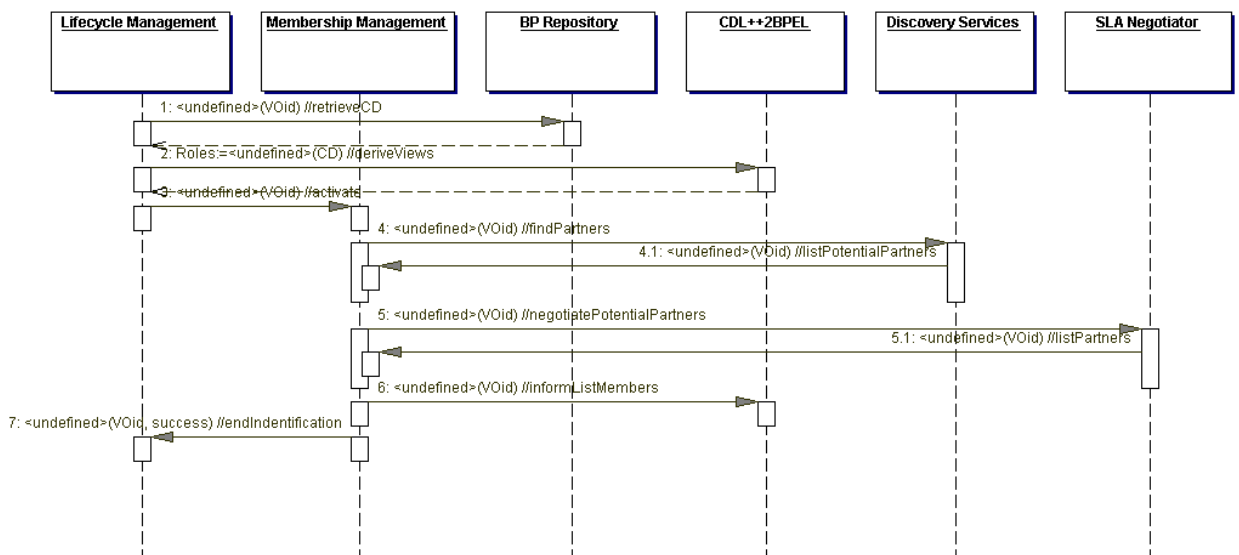 Lifecycle Management
Membership Management
BP Repository
CDL++2BPEL
Discovery Services
SLA Negotiator
1: <undefined>(VOid) //retrieveCD
2: Roles:=<undefined>(CD) //deriveViews
3: <undefined>(VOid) //activate
4: <undefined>(VOid) //findPartners
4.1: <undefined>(VOid) //listPotentialPartners
5: <undefined>(VOid) //negotiatePotentialPartners
5.1: <undefined>(VOid) //listPartners
6: <undefined>(VOid) //informListMembers
7: <undefined>(VOid, success) //endIndentification